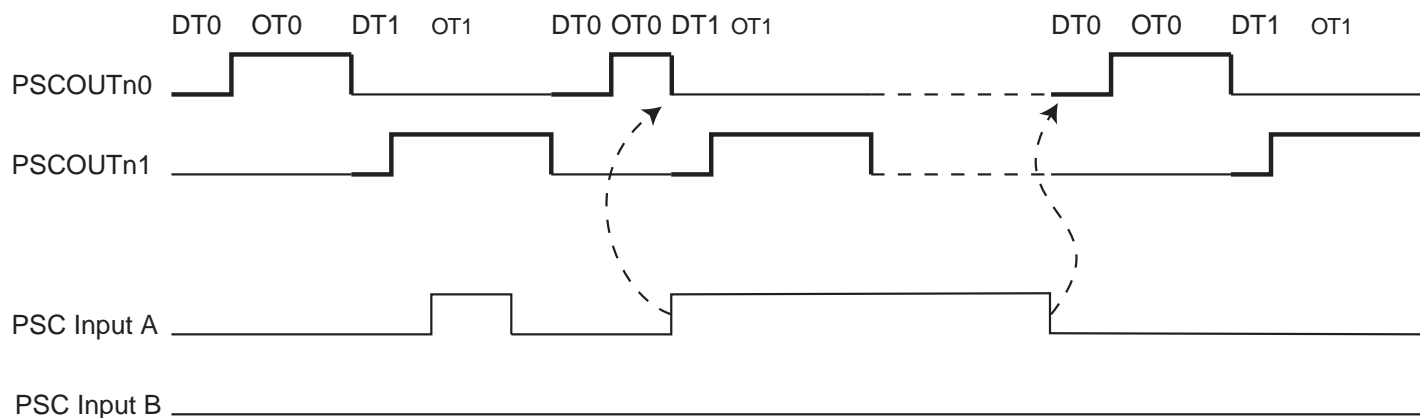 DT0 OT0 DT1 OT1 DT0 OT0 DT1 OT1 DT0 OT0 DT1 OT1
PSCOUTn0
PSCOUTn1
PSC Input A
PSC Input B